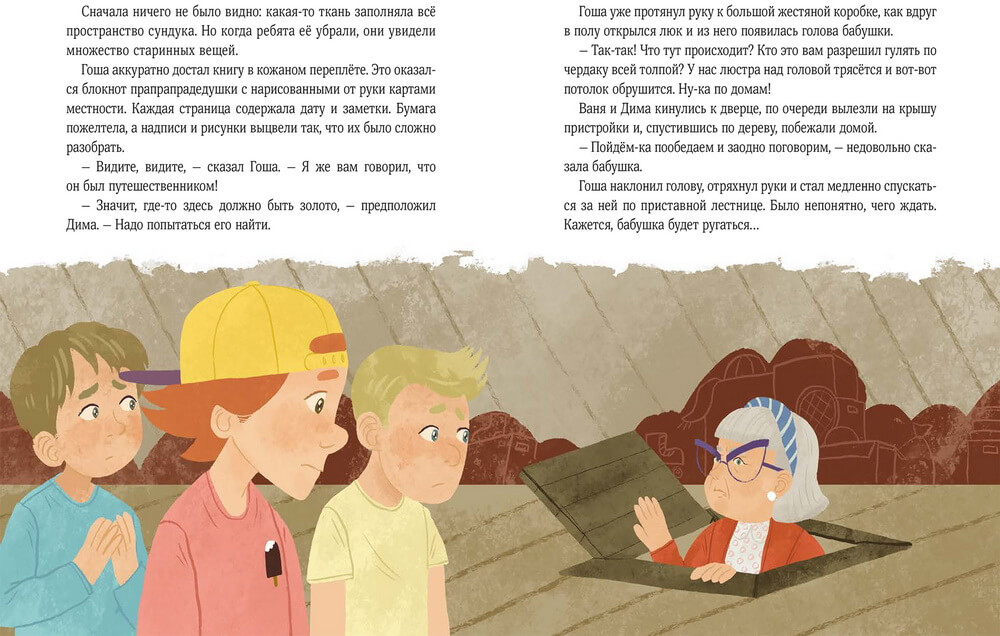 Сначала ничего не было видно: какая-то ткань заполняла всё
пространство сундука. Но когда ребята её убрали, они увидели
множество старинных вещей.
Гоша аккуратно достал книгу в кожаном переплёте. Это оказал-
ся блокнот прапрапрадедушки с нарисованными от руки картами
местности. Каждая страница содержала дату и заметки. Бумага
пожелтела, а надписи и рисунки выцвели так, что их было сложно
разобрать.
— Видите, видите, — сказал Гоша. — Я же вам говорил, что
он был путешественником!
— Значит, где-то здесь должно быть золото, — предположил
Дима. — Надо попытаться его найти.
Гоша уже протянул руку к большой жестяной коробке, как вдруг
в полу открылся люк и из него появилась голова бабушки.
— Так-так! Что тут происходит? Кто это вам разрешил гулять по
чердаку всей толпой? У нас люстра над головой трясётся и вот-вот
потолок обрушится. Ну-ка по домам!
Ваня и Дима кинулись к дверце, по очереди вылезли на крышу
пристройки и, спустившись по дереву, побежали домой.
— Пойдём-ка пообедаем и заодно поговорим, — недовольно ска-
зала бабушка.
Гоша наклонил голову, отряхнул руки и стал медленно спускать-
ся за ней по приставной лестнице. Было непонятно, чего ждать.
Кажется, бабушка будет ругаться...